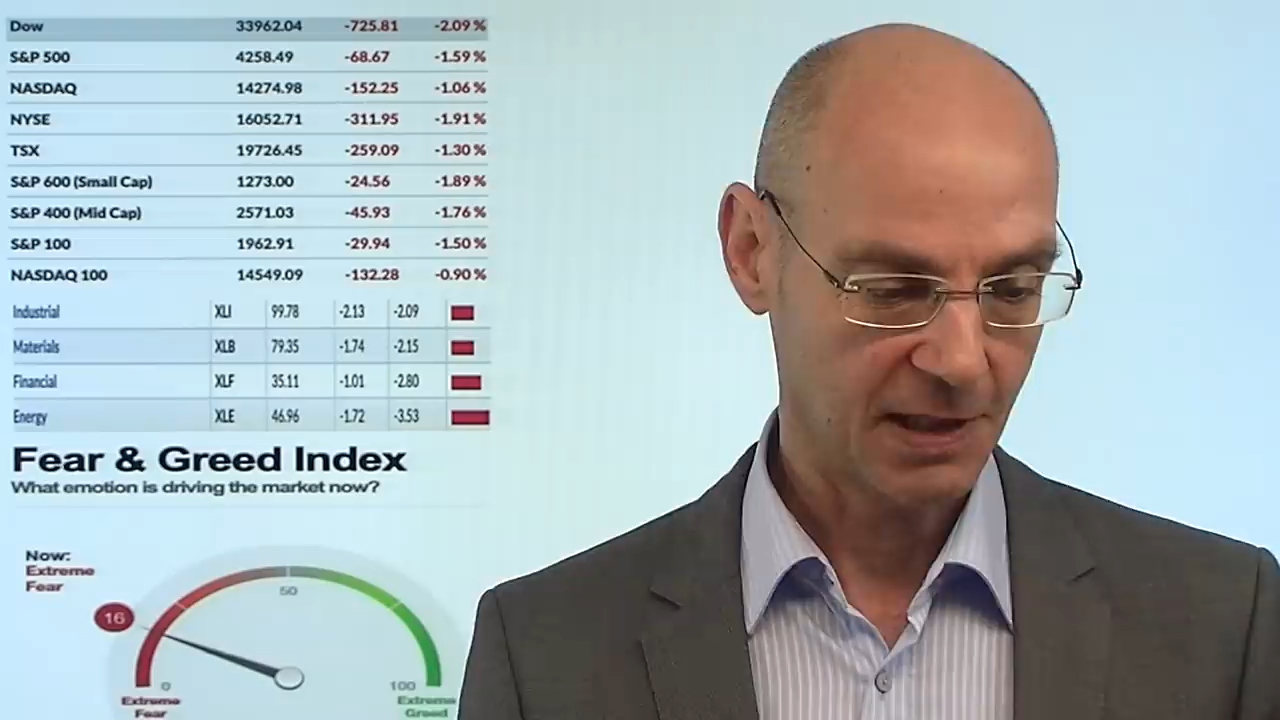 Dow 33962.04 -725.81 -2.09 %
S&P 500 4258.49 -68.67 -1.59 %
NASDAQ 14274.98 -152.25 -1.06 %
NYSE 16052.71 -311.95 -1.91 %
TSX 19726.45 -259.09 -1.30 %
S&P 600 (Small Cap) 1273.00 -24.56 -1.89 %
S&P 400 (Mid Cap) 2571.03 -45.93 -1.76 %
S&P 100 1962.91 -29.94 -1.50 %
NASDAQ 100 14549.09 -132.28 -0.90 %
Industrial XLI 99.78 -2.13 -2.09
Materials XLB 79.35 -1.74 -2.15
Financial XLF 35.11 -1.01 -2.80
Energy XLE 46.96 -1.72 -3.53
Fear & Greed Index
What emotion is driving the market now?
Now:
Extreme
Fear
50
16
0 100
Extreme Extreme
Fear Greed